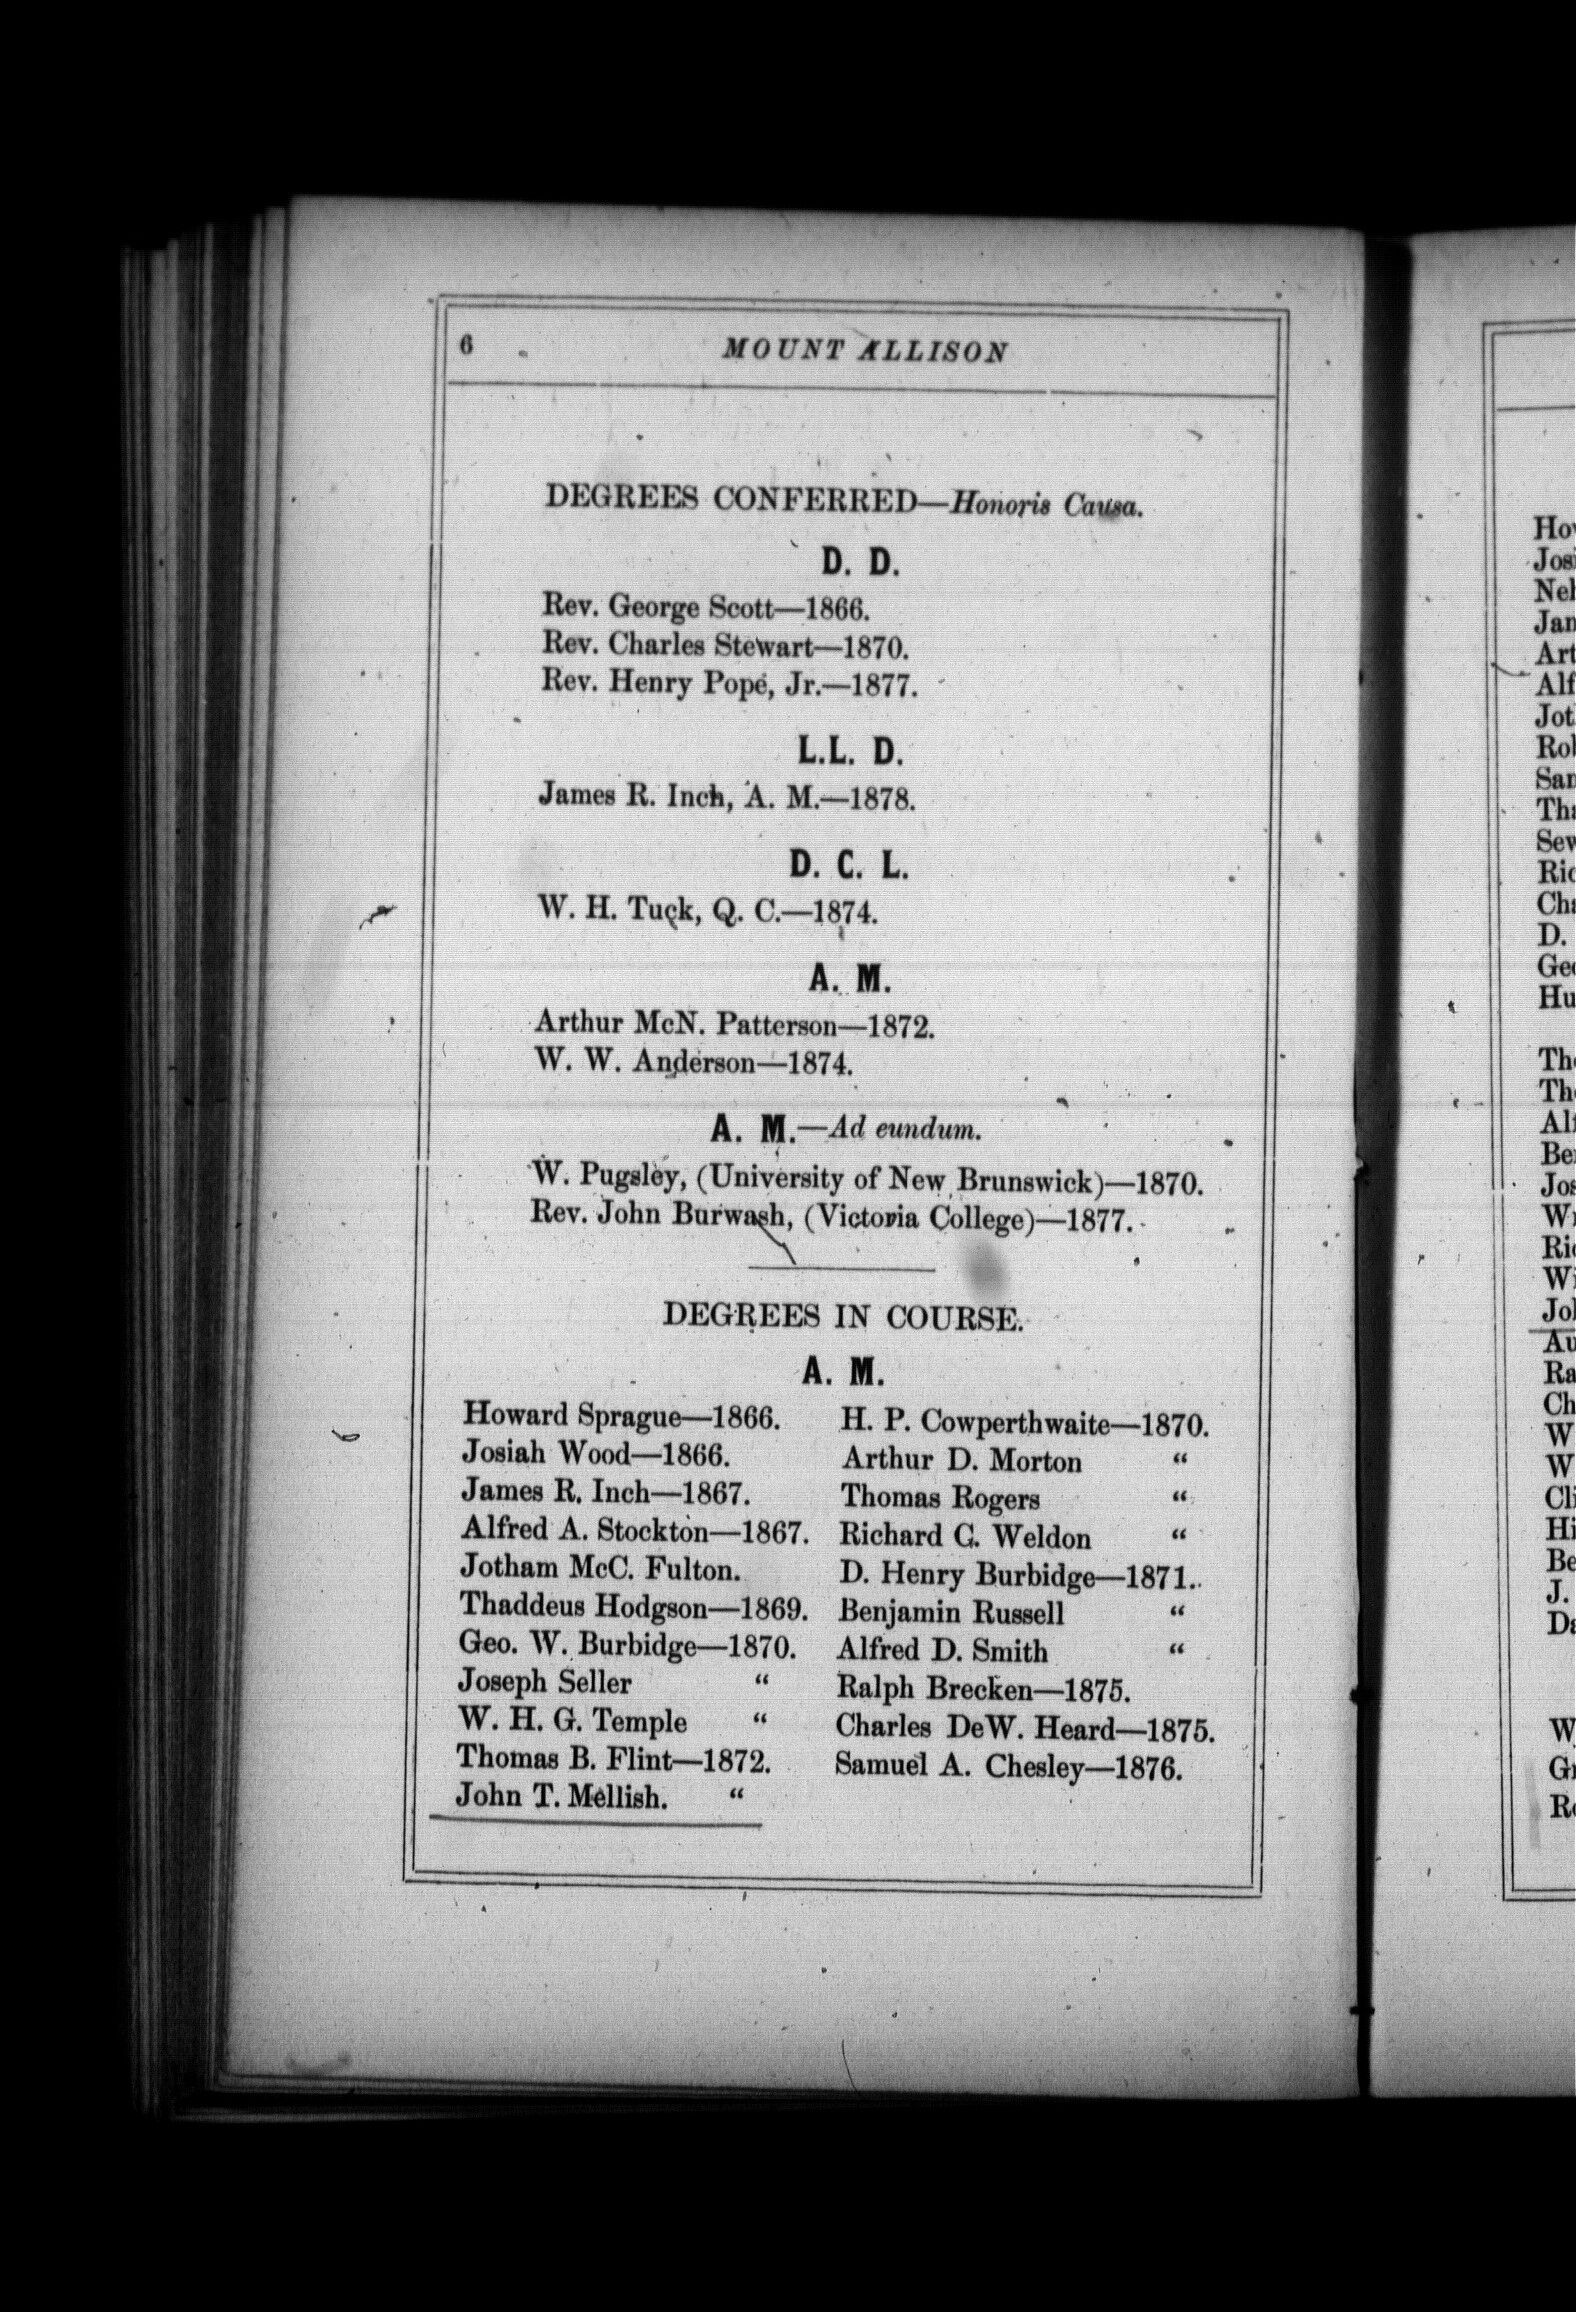 6
MOUNT ALLISON
DEGREES CONFERRED—Honoris Causa.
D. D.
Rev. George Scott—1866.
Rev. Charles Stewart—1870.
Rev. Henry Pope, Jr.—1877.
L.L. D.
James R. Inch, A. M.—1878.
D. C. L.
W. H. Tuck, Q. C.—1874.
A. M.
Arthur McN. Patterson—1872.
W. W. Anderson—1874.
A. M.—Ad eundum.
W. Pugsley, (University of New Brunswick)—1870.
Rev. John Burwash, (Victoria College)—1877.
DEGREES IN COURSE.
A. M.
Howard Sprague—1866.
Josiah Wood—1866.
James R. Inch—1867.
Alfred A. Stockton—1867.
Jotham McC. Fulton.
Thaddeus Hodgson—1869.
Geo. W. Burbidge—1870.
Joseph Seller “
W. H. G. Temple “
Thomas B. Flint—1872.
John T. Mellish. “
H. P. Cowperthwaite—1870.
Arthur D. Morton “
Thomas Rogers “
Richard C. Weldon “
D. Henry Burbidge—1871.
Benjamin Russell “
Alfred D. Smith “
Ralph Brecken—1875.
Charles DeW. Heard—1875.
Samuel A. Chesley—1876.